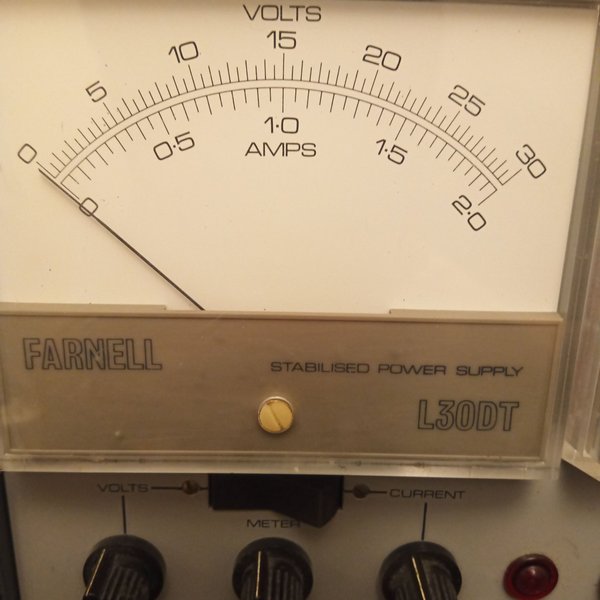 VOLTS
0 5 10 15 20 25 30
0 0·5 1·0 1·5 2·0
AMPS
FARNELL
STABILISED POWER SUPPLY
L30DT
VOLTS
CURRENT
METER